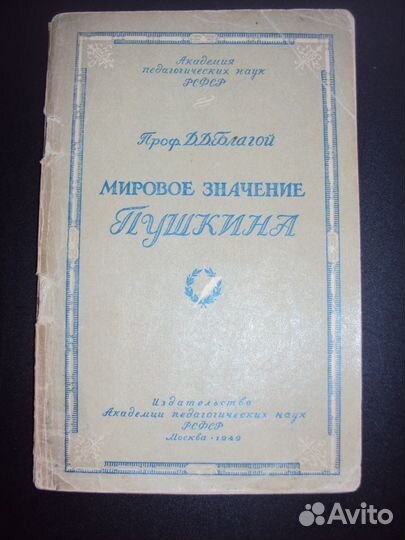 Академия
педагогических наук
РСФСР
Проф. Д.Д. Благой
МИРОВОЕ ЗНАЧЕНИЕ
ПУШКИНА
Издательство
Академии педагогических наук
РСФСР
Москва · 1949
Avito